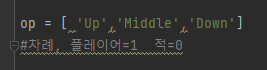 op = [ 'Up','Middle','Down']
#차례, 플레이어=1  적=0